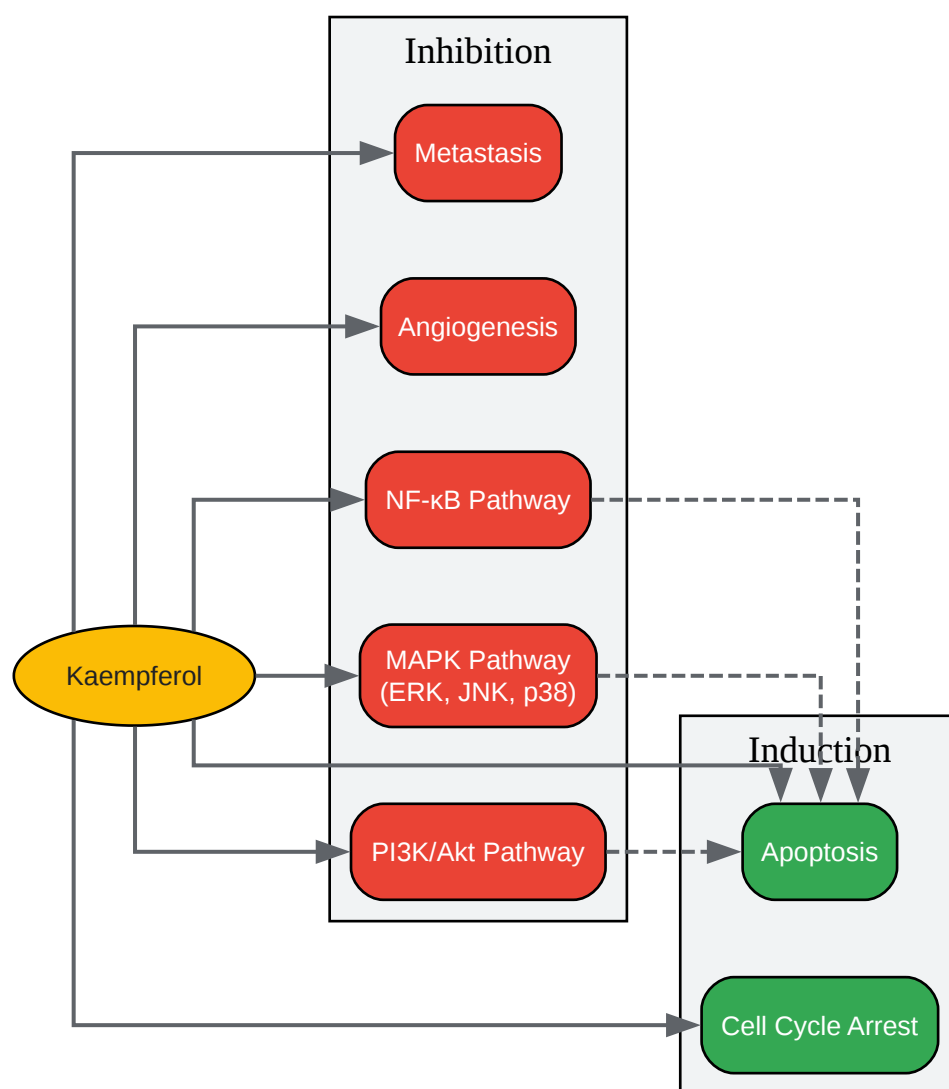 Inhibition
Metastasis
Angiogenesis
NF-κB Pathway
Kaempferol
MAPK Pathway
(ERK, JNK, p38)
Induction
PI3K/Akt Pathway
Apoptosis
Cell Cycle Arrest